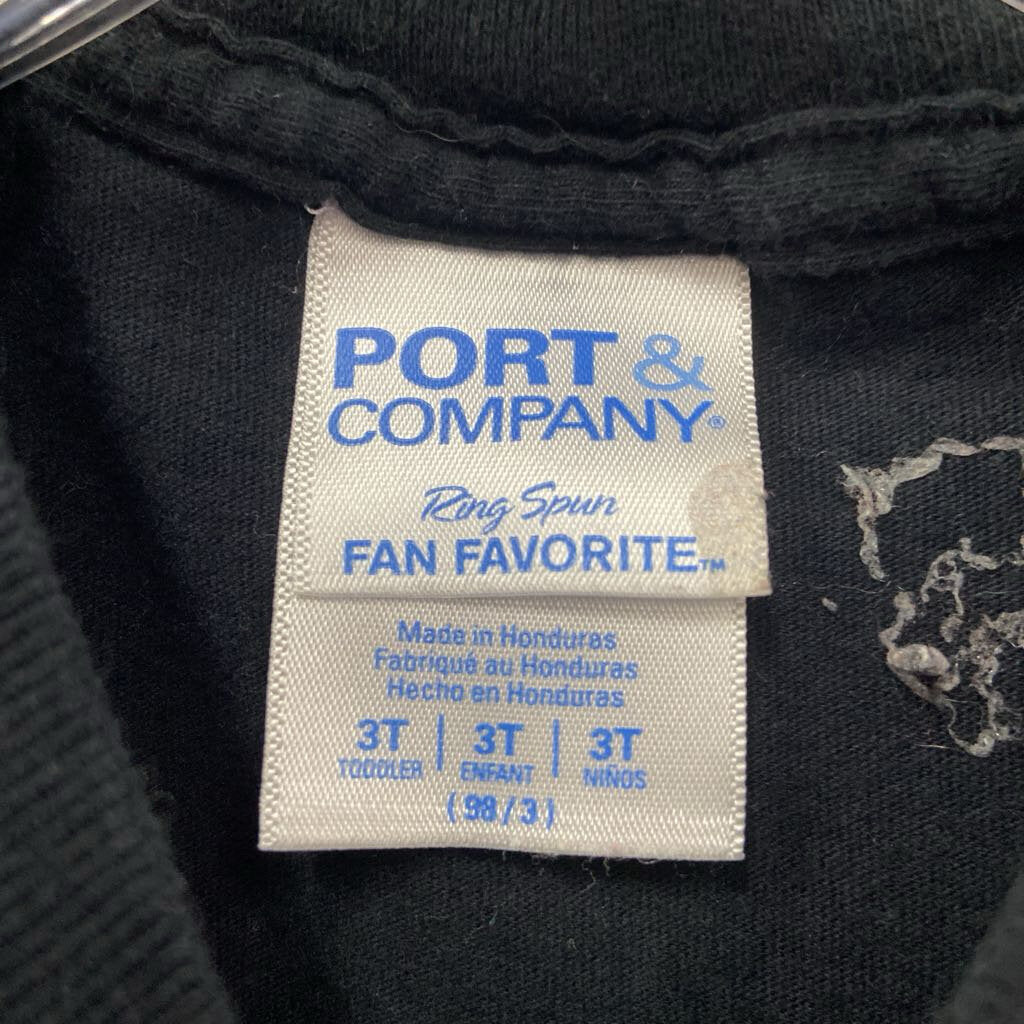 PORT &
COMPANY®
Ring Spun
FAN FAVORITE™
Made in Honduras
Fabriqué au Honduras
Hecho en Honduras
3T | 3T | 3T
TODDLER ENFANT NIÑOS
(98/3)